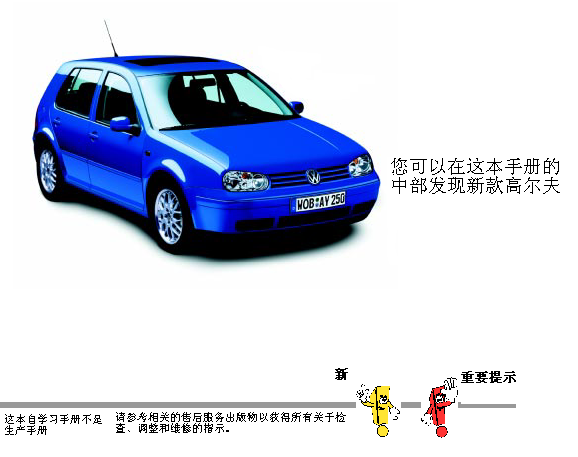 您可以在这本手册的
中部发现新款高尔夫
WOB AY 250
新
重要提示
这本自学习手册不是
生产手册
请参考相关的售后服务出版物以获得所有关于检
查、调整和维修的指示。